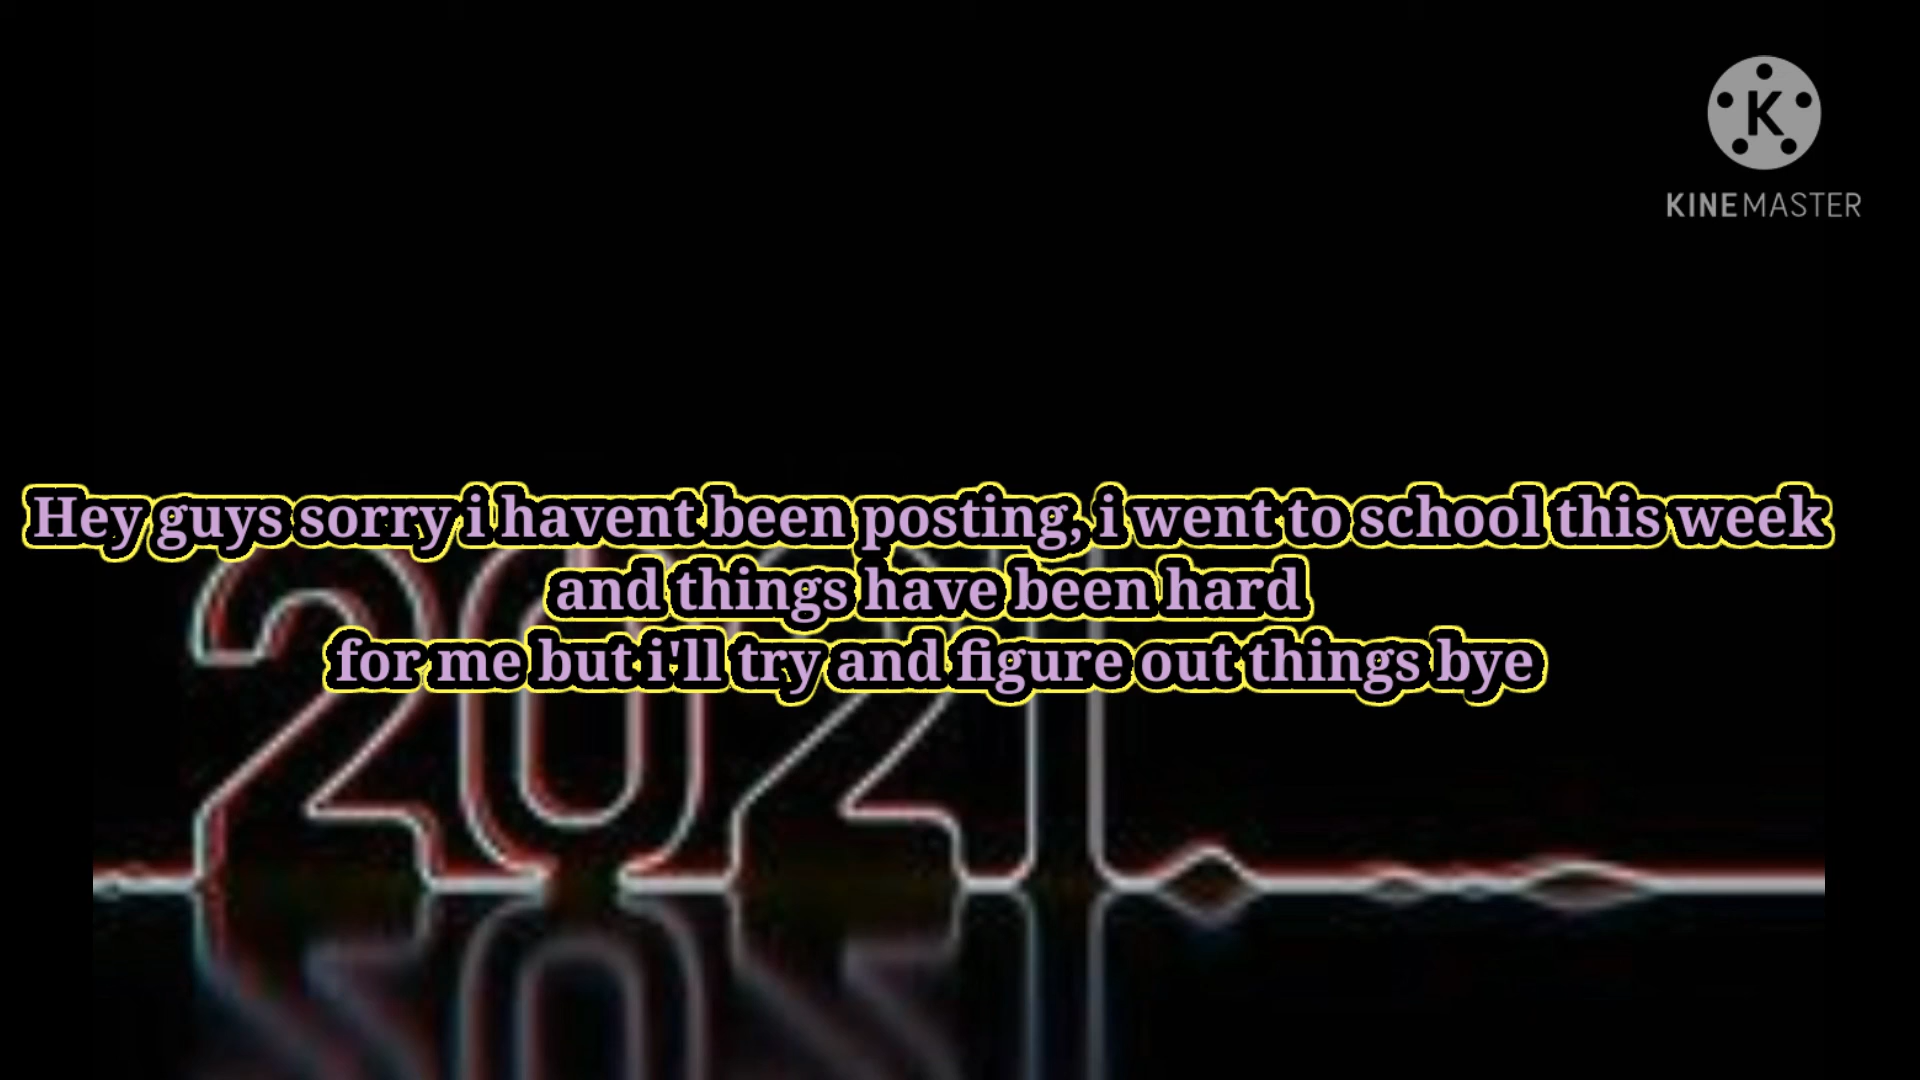 K
KINEMASTER
Hey guys sorry i havent been posting, i went to school this week
and things have been hard
for me but i'll try and figure out things bye
2021